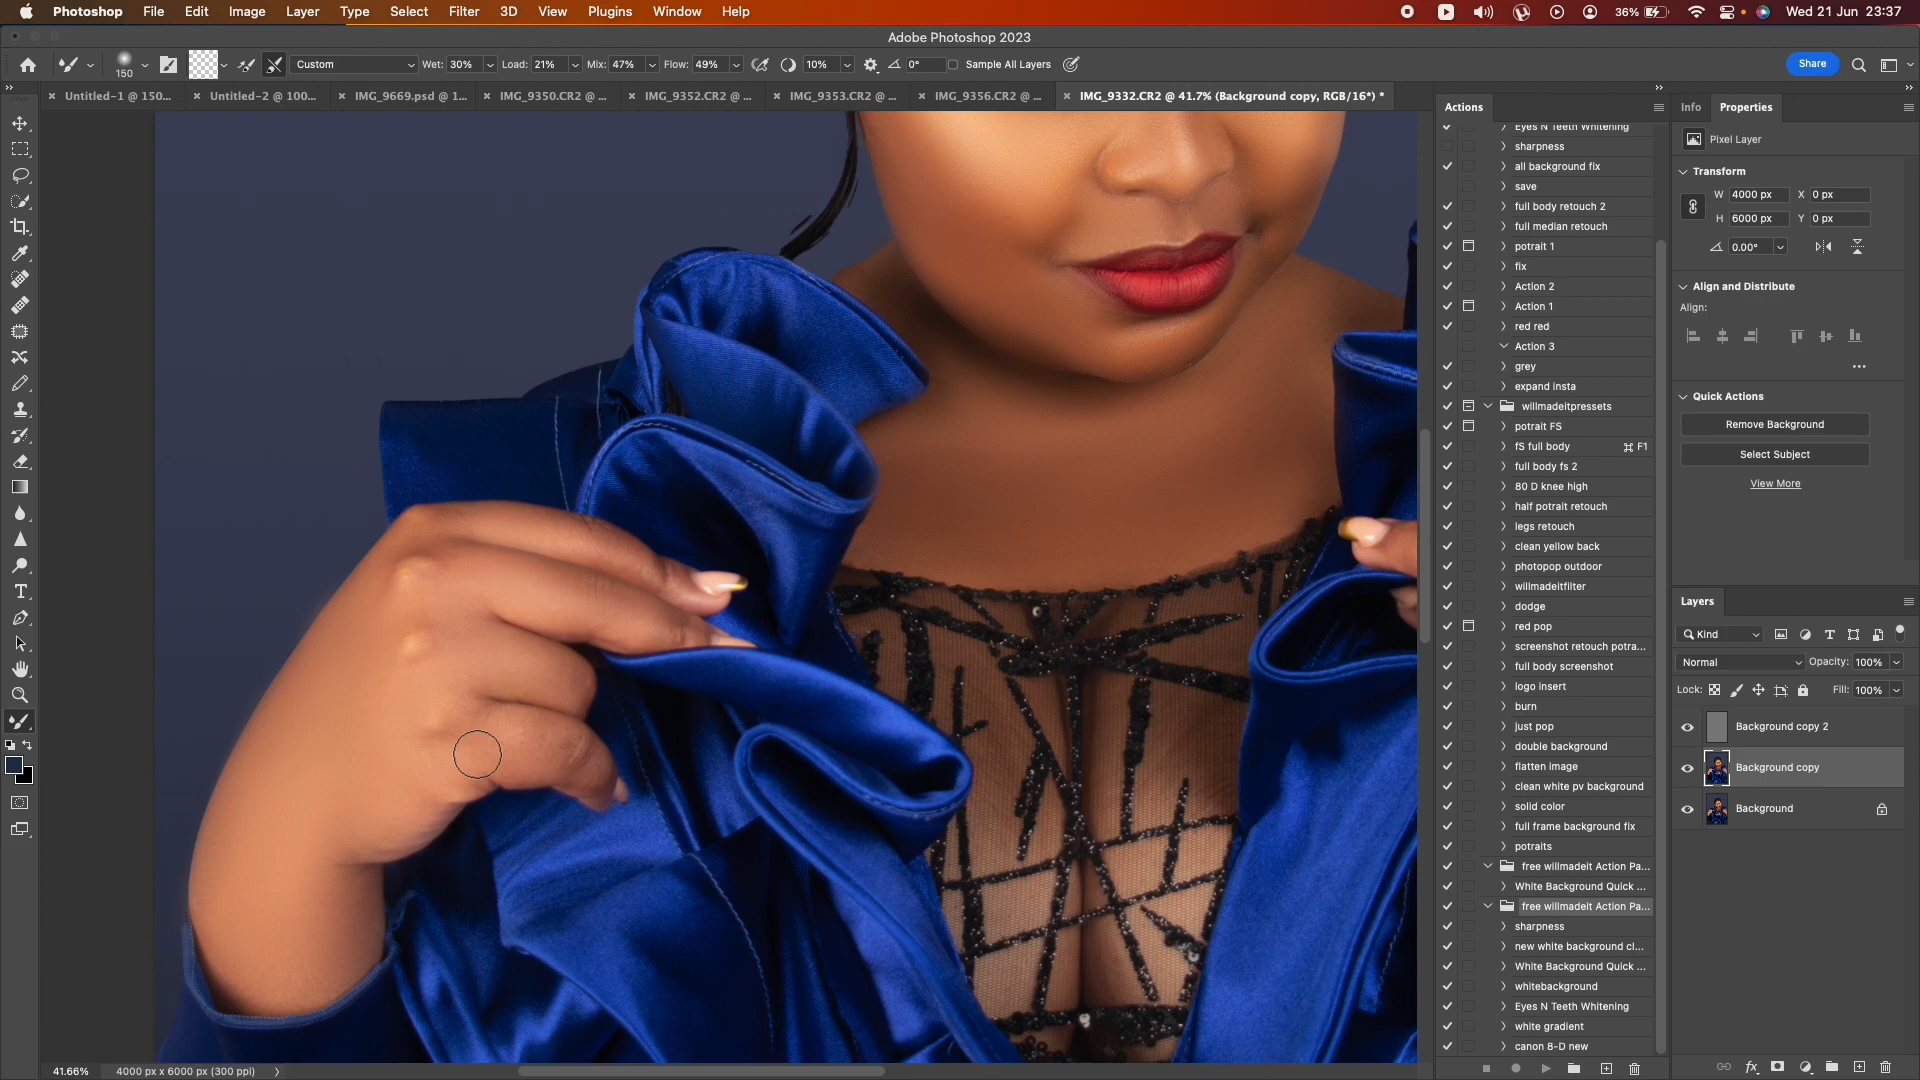 Photoshop File Edit Image Layer Type Select Filter 3D View Plugins Window Help 36% Wed 21 Jun 23:37
Adobe Photoshop 2023
150 Custom Wet: 30% Load: 21% Mix: 47% Flow: 49% 10% 0° Sample All Layers Share
Untitled-1 @ 150... Untitled-2 @ 100... IMG_9669.psd @ 1... IMG_9350.CR2 @ ... IMG_9352.CR2 @ ... IMG_9353.CR2 @ ... IMG_9356.CR2 @ ... IMG_9332.CR2 @ 41.7% (Background copy, RGB/16*) *
Actions
Eyes N Teeth Whitening
sharpness
all background fix
save
full body retouch 2
full median retouch
potrait 1
fix
Action 2
Action 1
red red
Action 3
grey
expand insta
willmadeitpressets
potrait FS
fS full body ⌘ F1
full body fs 2
80 D knee high
half potrait retouch
legs retouch
clean yellow back
photopop outdoor
willmadeitfilter
dodge
red pop
screenshot retouch potra...
full body screenshot
logo insert
burn
just pop
double background
flatten image
clean white pv background
solid color
full frame background fix
potraits
free willmadeit Action Pa...
White Background Quick ...
free willmadeit Action Pa...
sharpness
new white background cl...
White Background Quick ...
whitebackground
Eyes N Teeth Whitening
white gradient
canon 8-D new
Info Properties
Pixel Layer
Transform
W 4000 px X 0 px
H 6000 px Y 0 px
0.00°
Align and Distribute
Align:
Quick Actions
Remove Background
Select Subject
View More
Layers
Kind
Normal Opacity: 100%
Lock: Fill: 100%
Background copy 2
Background copy
Background
fx
41.66% 4000 px x 6000 px (300 ppi)